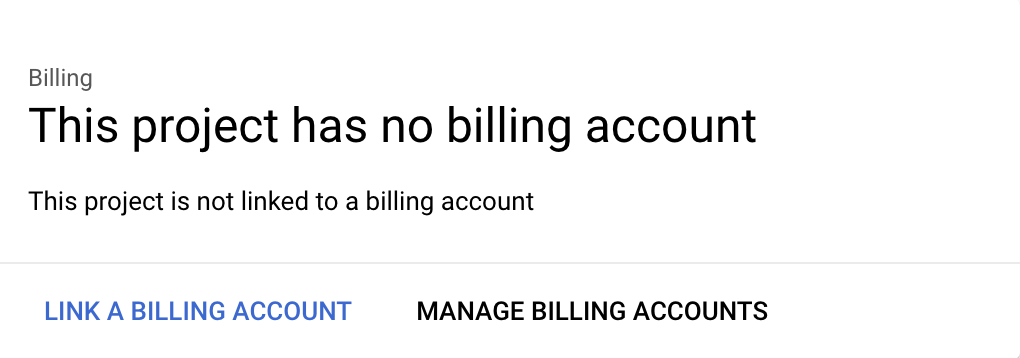 Billing
This project has no billing account
This project is not linked to a billing account
LINK A BILLING ACCOUNT MANAGE BILLING ACCOUNTS